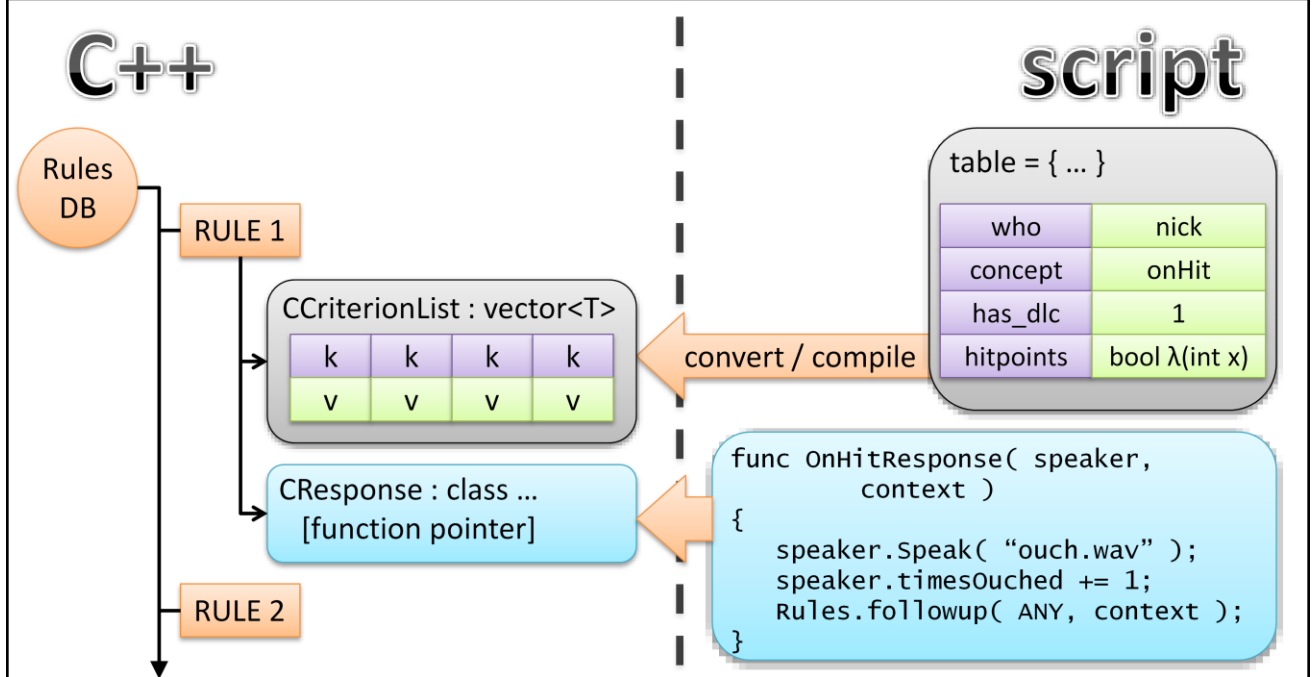 C++
script
Rules
DB
RULE 1
CCriterionList : vector<T>
k k k k
v v v v
CResponse : class ...
[function pointer]
RULE 2
convert / compile
table = { ... }
who nick
concept onHit
has_dlc 1
hitpoints bool λ(int x)
func OnHitResponse( speaker,
context )
{
speaker.Speak( “ouch.wav” );
speaker.timesOuched += 1;
Rules.followup( ANY, context );
}